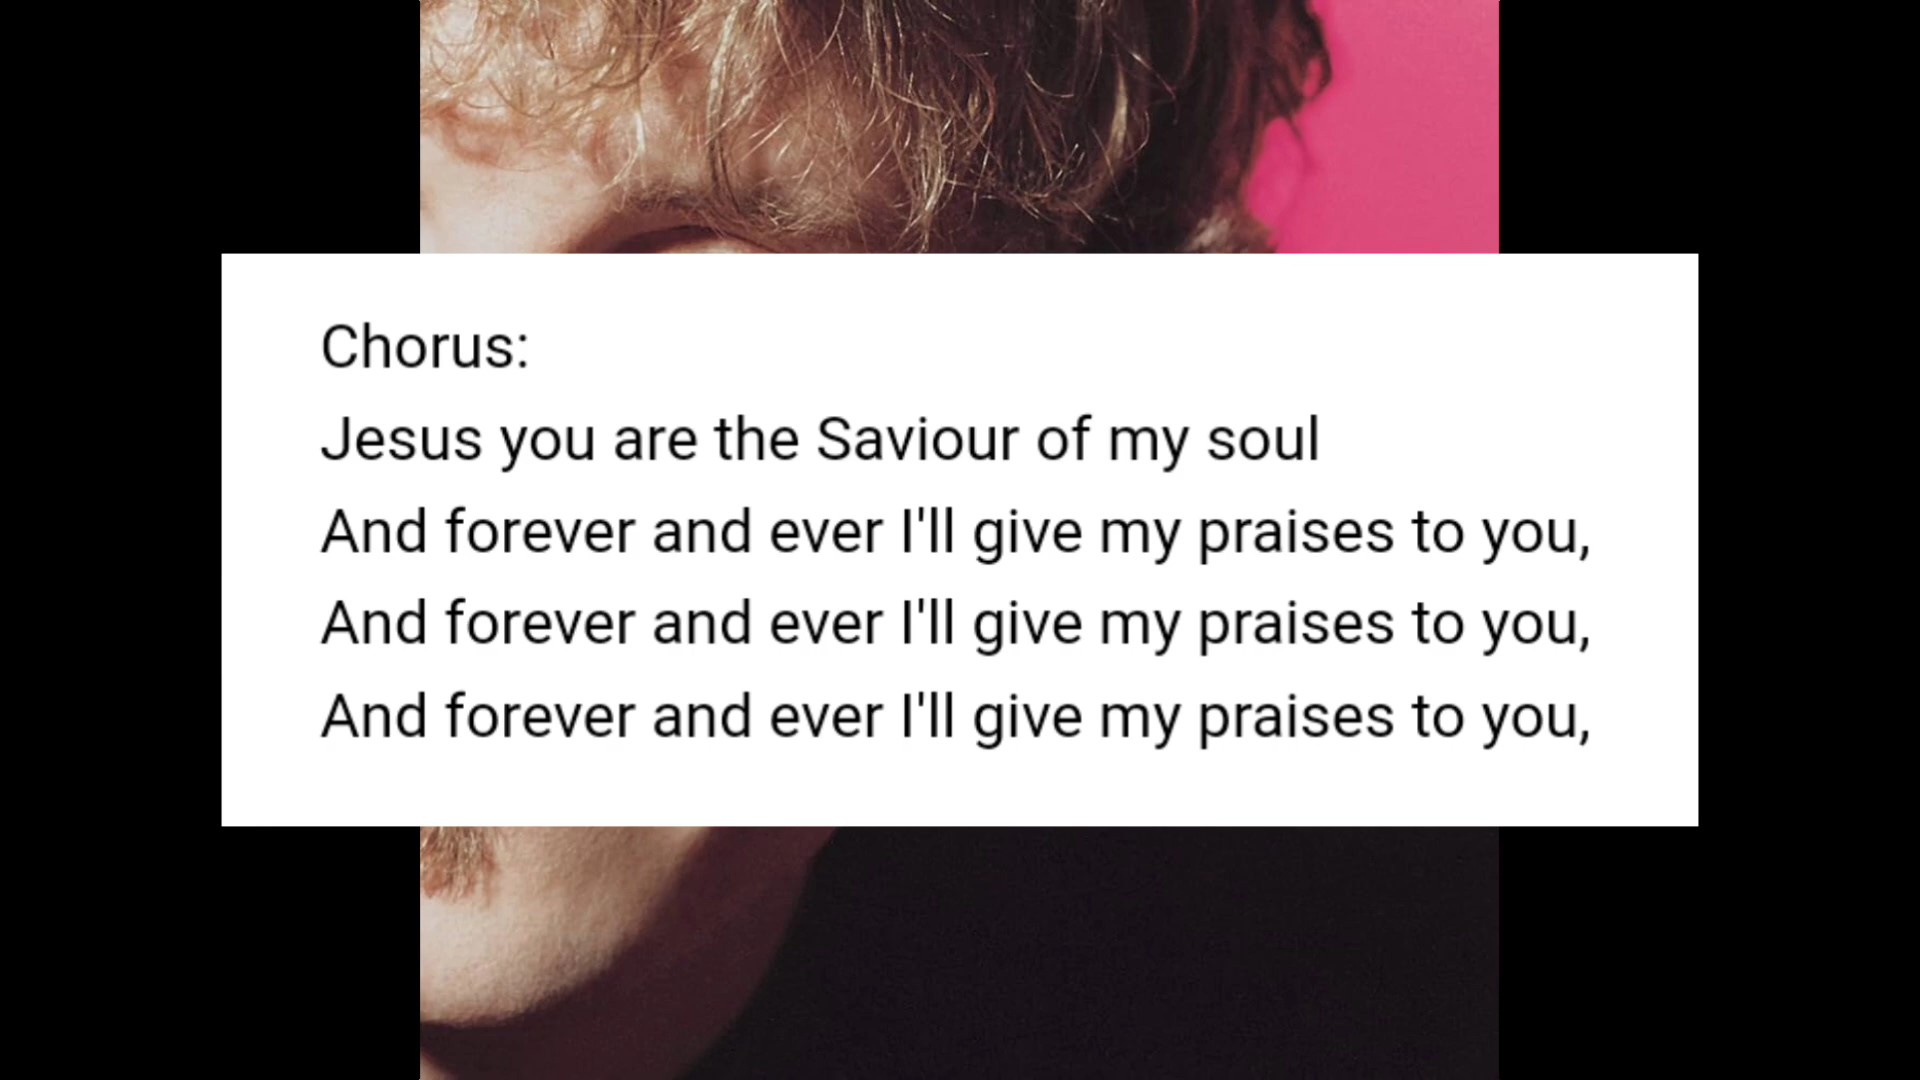 Chorus:
Jesus you are the Saviour of my soul
And forever and ever I'll give my praises to you,
And forever and ever I'll give my praises to you,
And forever and ever I'll give my praises to you,